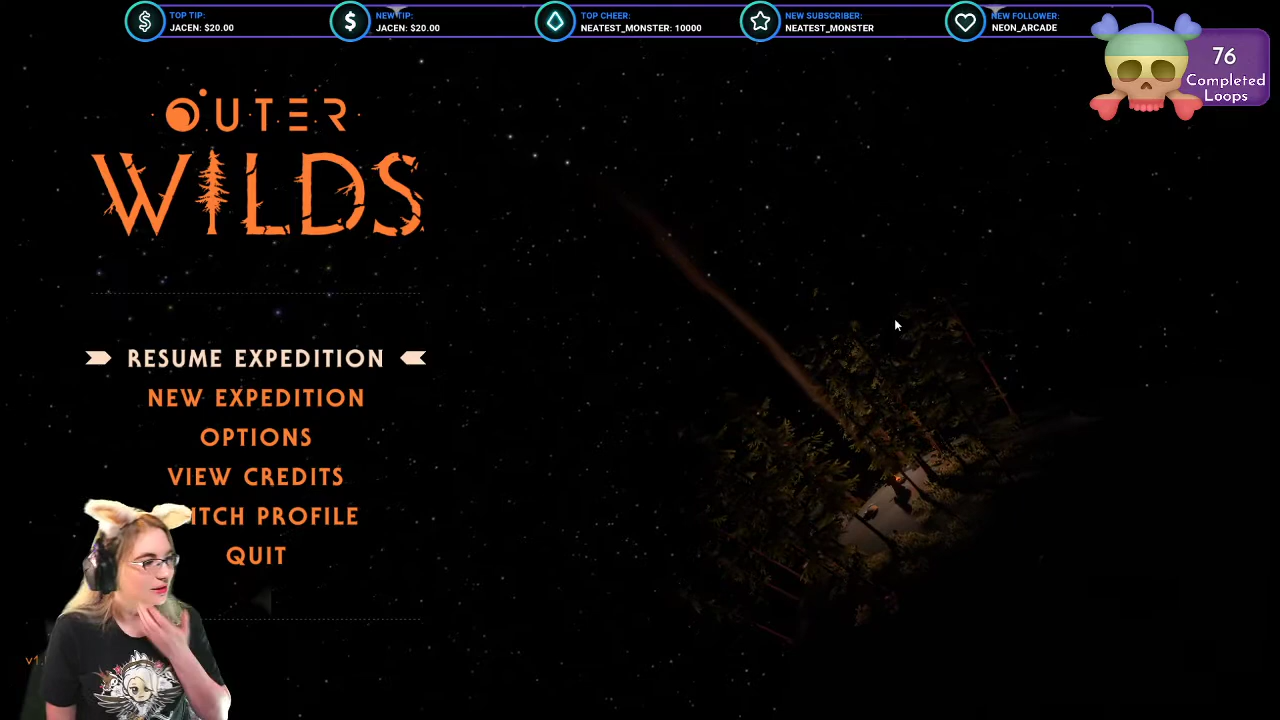 TOP TIP:
JACEN: $20.00
NEW TIP:
JACEN: $20.00
TOP CHEER:
NEATEST_MONSTER: 10000
NEW SUBSCRIBER:
NEATEST_MONSTER
NEW FOLLOWER:
NEON_ARCADE
76
Completed
Loops
OUTER
WILDS
RESUME EXPEDITION
NEW EXPEDITION
OPTIONS
VIEW CREDITS
ITCH PROFILE
QUIT
v1.